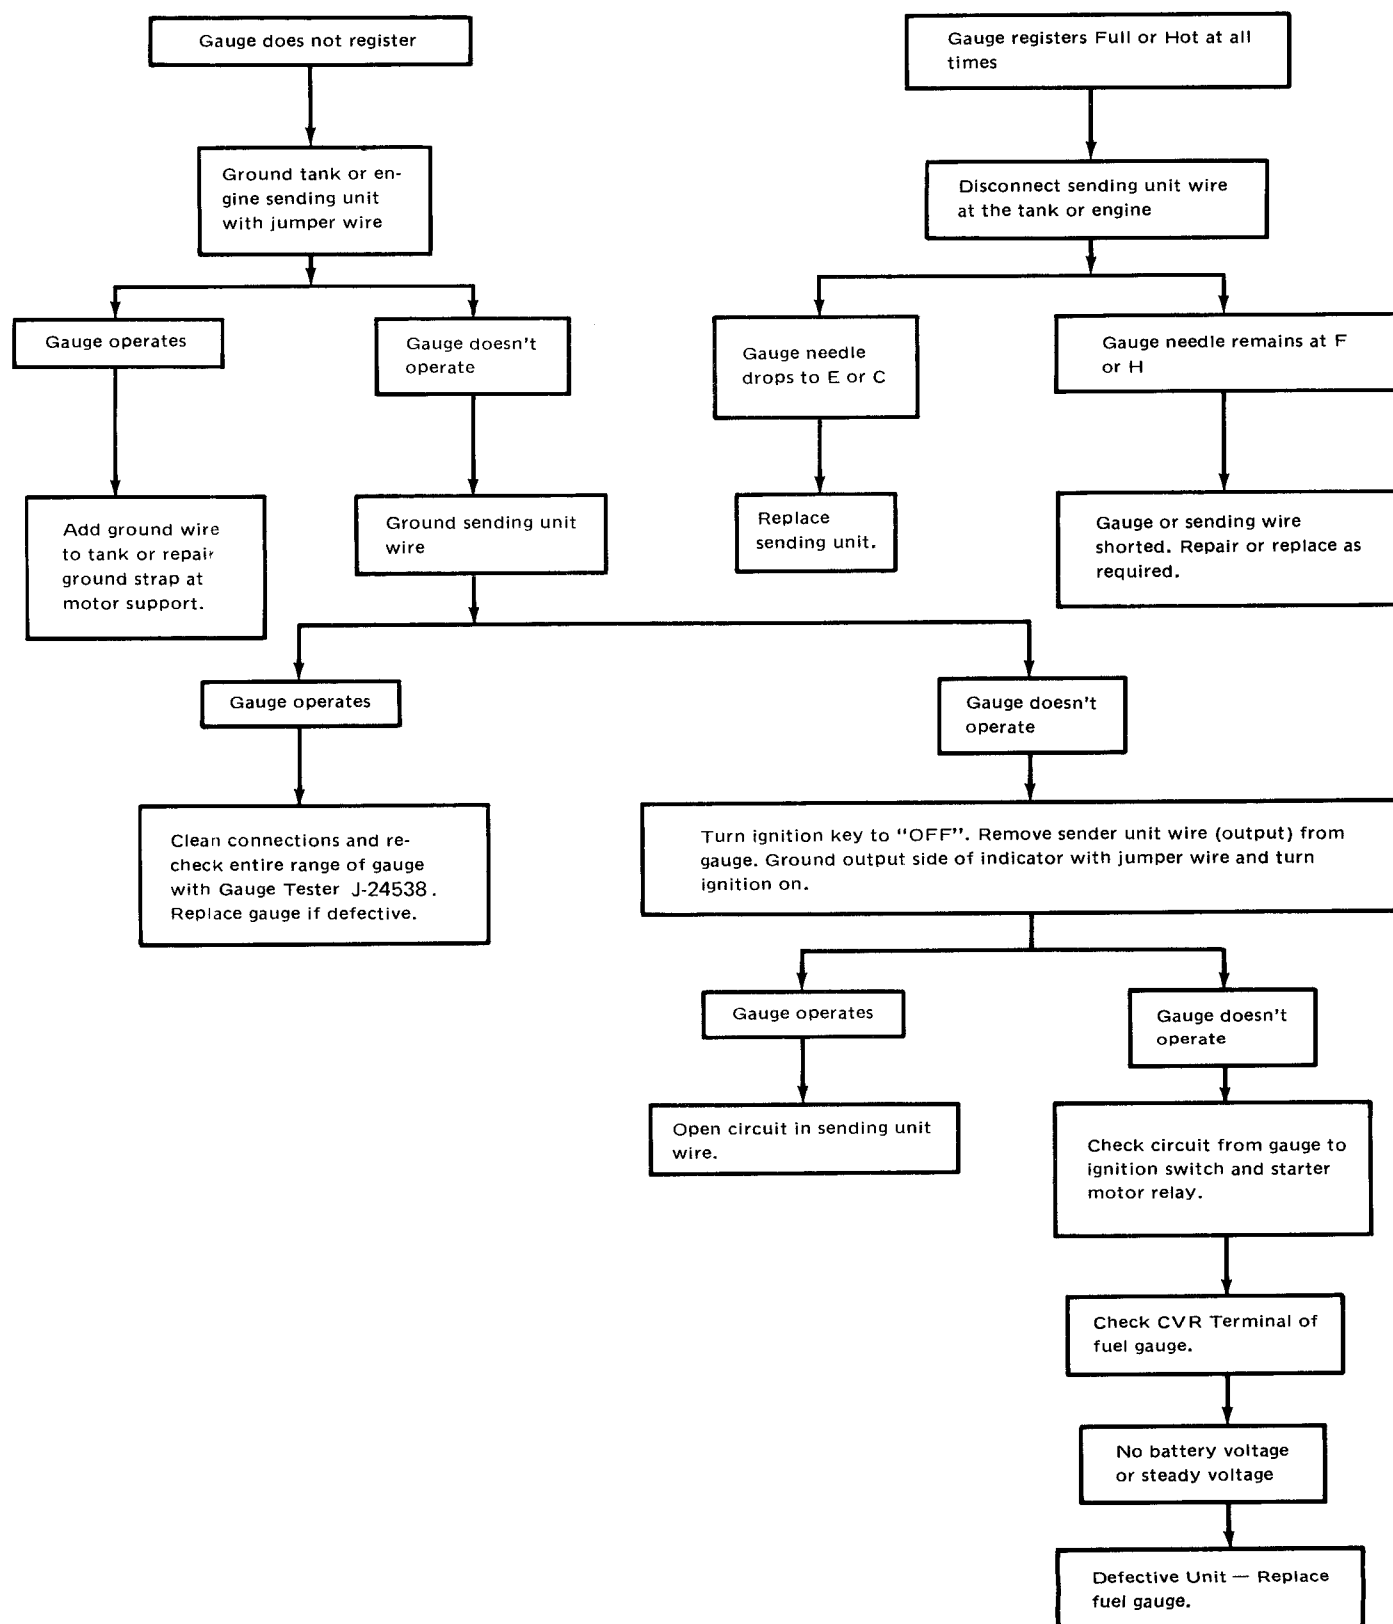 Gauge does not register
Gauge registers Full or Hot at all
times
Ground tank or en-
gine sending unit
with jumper wire
Disconnect sending unit wire
at the tank or engine
Gauge operates
Gauge doesn't
operate
Gauge needle
drops to E or C
Gauge needle remains at F
or H
Add ground wire
to tank or repair
ground strap at
motor support.
Ground sending unit
wire
Replace
sending unit.
Gauge or sending wire
shorted. Repair or replace as
required.
Gauge operates
Gauge doesn't
operate
Clean connections and re-
check entire range of gauge
with Gauge Tester J-24538.
Replace gauge if defective.
Turn ignition key to "OFF". Remove sender unit wire (output) from
gauge. Ground output side of indicator with jumper wire and turn
ignition on.
Gauge operates
Gauge doesn't
operate
Open circuit in sending unit
wire.
Check circuit from gauge to
ignition switch and starter
motor relay.
Check CVR Terminal of
fuel gauge.
No battery voltage
or steady voltage
Defective Unit — Replace
fuel gauge.